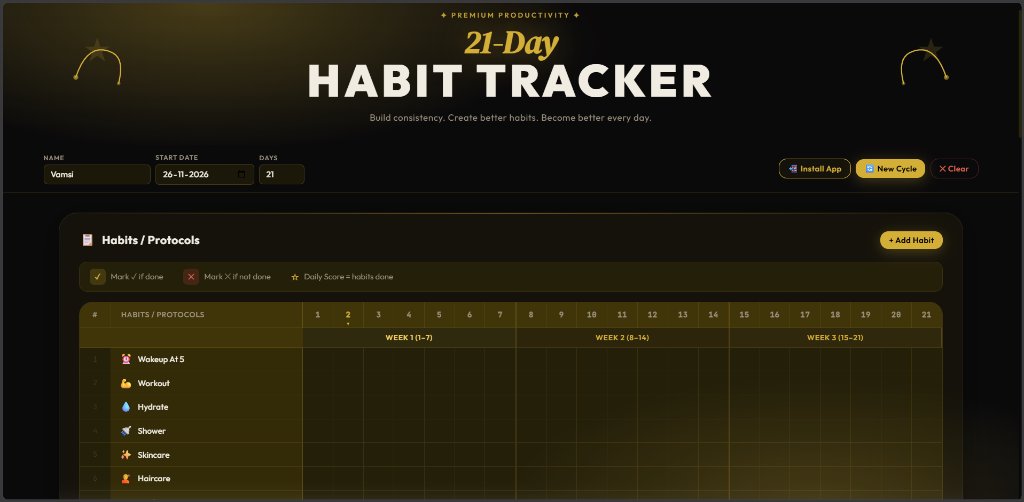 ✦ PREMIUM PRODUCTIVITY ✦
21-Day
HABIT TRACKER
Build consistency. Create better habits. Become better every day.
NAME START DATE DAYS
Vamsi 26-11-2026 21
Install App New Cycle ✕ Clear
Habits / Protocols
+ Add Habit
✓ Mark ✓ if done ✕ Mark ✕ if not done ☆ Daily Score = habits done
# HABITS / PROTOCOLS 1 2 3 4 5 6 7 8 9 10 11 12 13 14 15 16 17 18 19 20 21
WEEK 1 (1–7) WEEK 2 (8–14) WEEK 3 (15–21)
1 Wakeup At 5
2 Workout
3 Hydrate
4 Shower
5 Skincare
6 Haircare